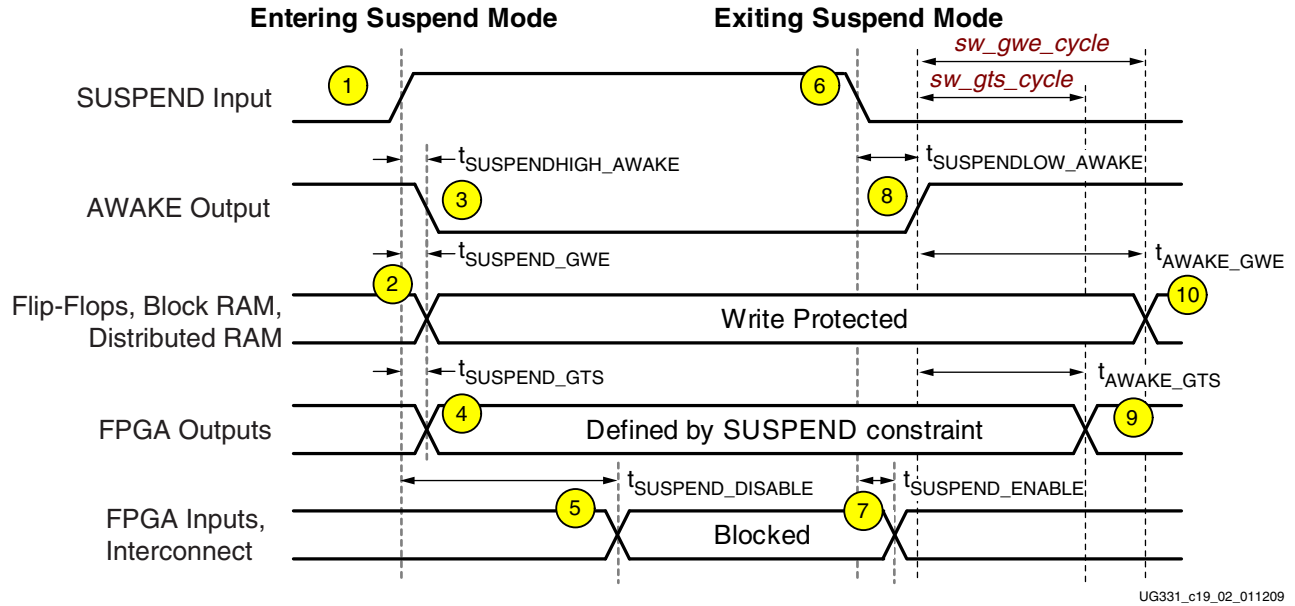 Entering Suspend Mode
Exiting Suspend Mode
sw_gwe_cycle
sw_gts_cycle
1
6
SUSPEND Input
tSUSPENDHIGH_AWAKE
tSUSPENDLOW_AWAKE
3
8
AWAKE Output
tSUSPEND_GWE
tAWAKE_GWE
2
10
Flip-Flops, Block RAM,
Distributed RAM
Write Protected
tSUSPEND_GTS
tAWAKE_GTS
4
9
FPGA Outputs
Defined by SUSPEND constraint
tSUSPEND_DISABLE
tSUSPEND_ENABLE
5
7
FPGA Inputs,
Interconnect
Blocked
UG331_c19_02_011209